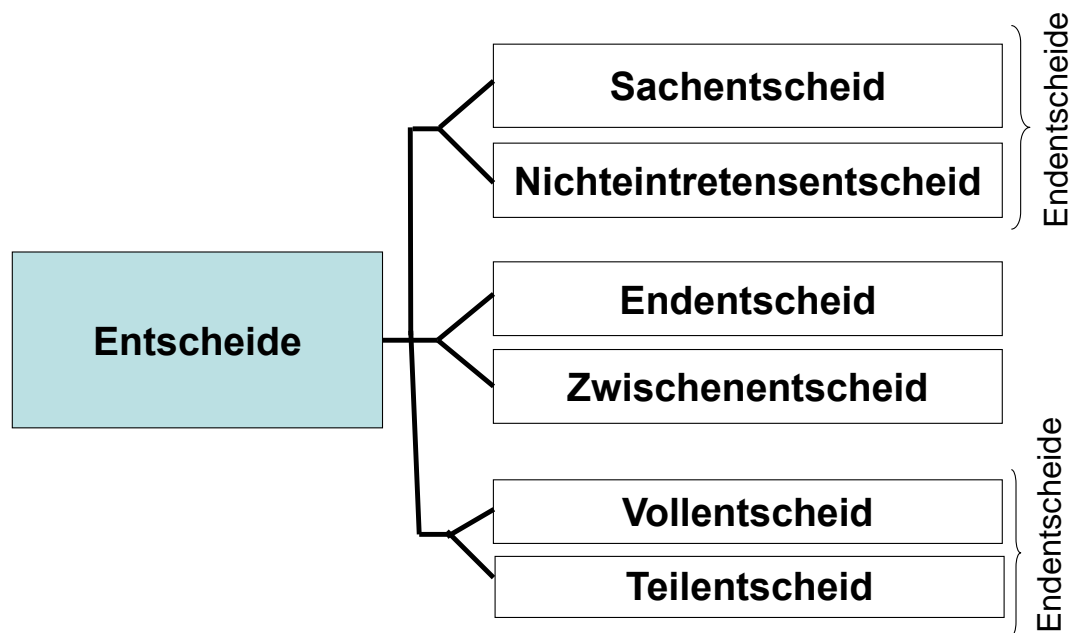 Entscheide
Sachentscheid
Nichteintretensentscheid
Endentscheide
Endentscheid
Zwischenentscheid
Vollentscheid
Teilentscheid
Endentscheide